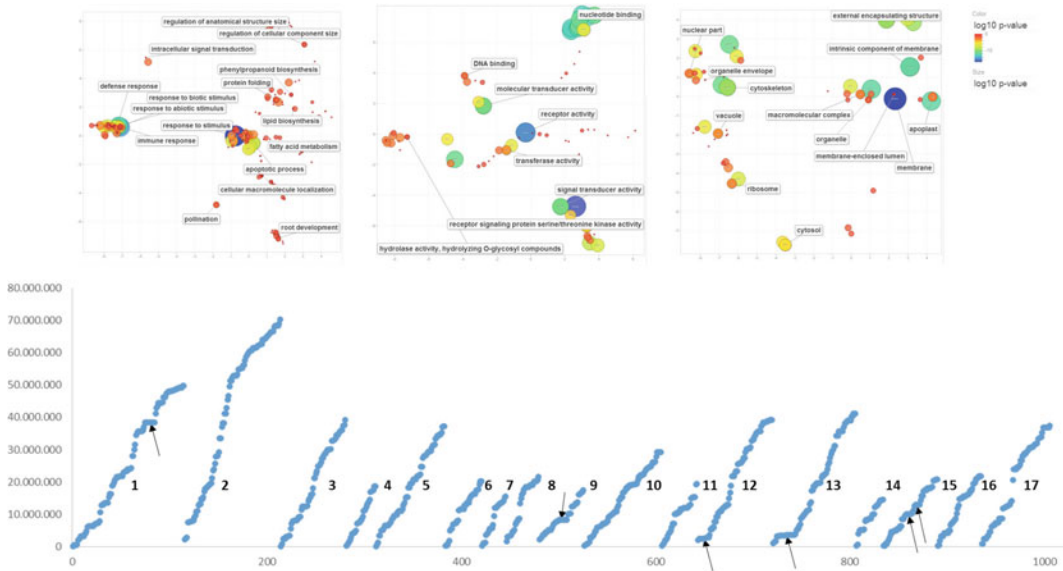 regulation of anatomical structure size
regulation of cellular component size
intracellular signal transduction
phenylpropanoid biosynthesis
protein folding
defense response
response to biotic stimulus
response to abiotic stimulus
lipid biosynthesis
response to stimulus
immune response
fatty acid metabolism
apoptotic process
cellular macromolecule localization
pollination
root development
nucleotide binding
DNA binding
molecular transducer activity
receptor activity
transferase activity
signal transducer activity
receptor signaling protein serine/threonine kinase activity
hydrolase activity, hydrolyzing O-glycosyl compounds
external encapsulating structure
nuclear part
intrinsic component of membrane
organelle envelope
cytoskeleton
macromolecular complex
vacuole
organelle
apoplast
membrane-enclosed lumen
membrane
ribosome
cytosol
Color
log10 p-value
Size
log10 p-value
80.000.000
70.000.000
60.000.000
50.000.000
40.000.000
30.000.000
20.000.000
10.000.000
0
1 2 3 4 5 6 7 8 9 10 11 12 13 14 15 16 17
0 200 400 600 800 1000